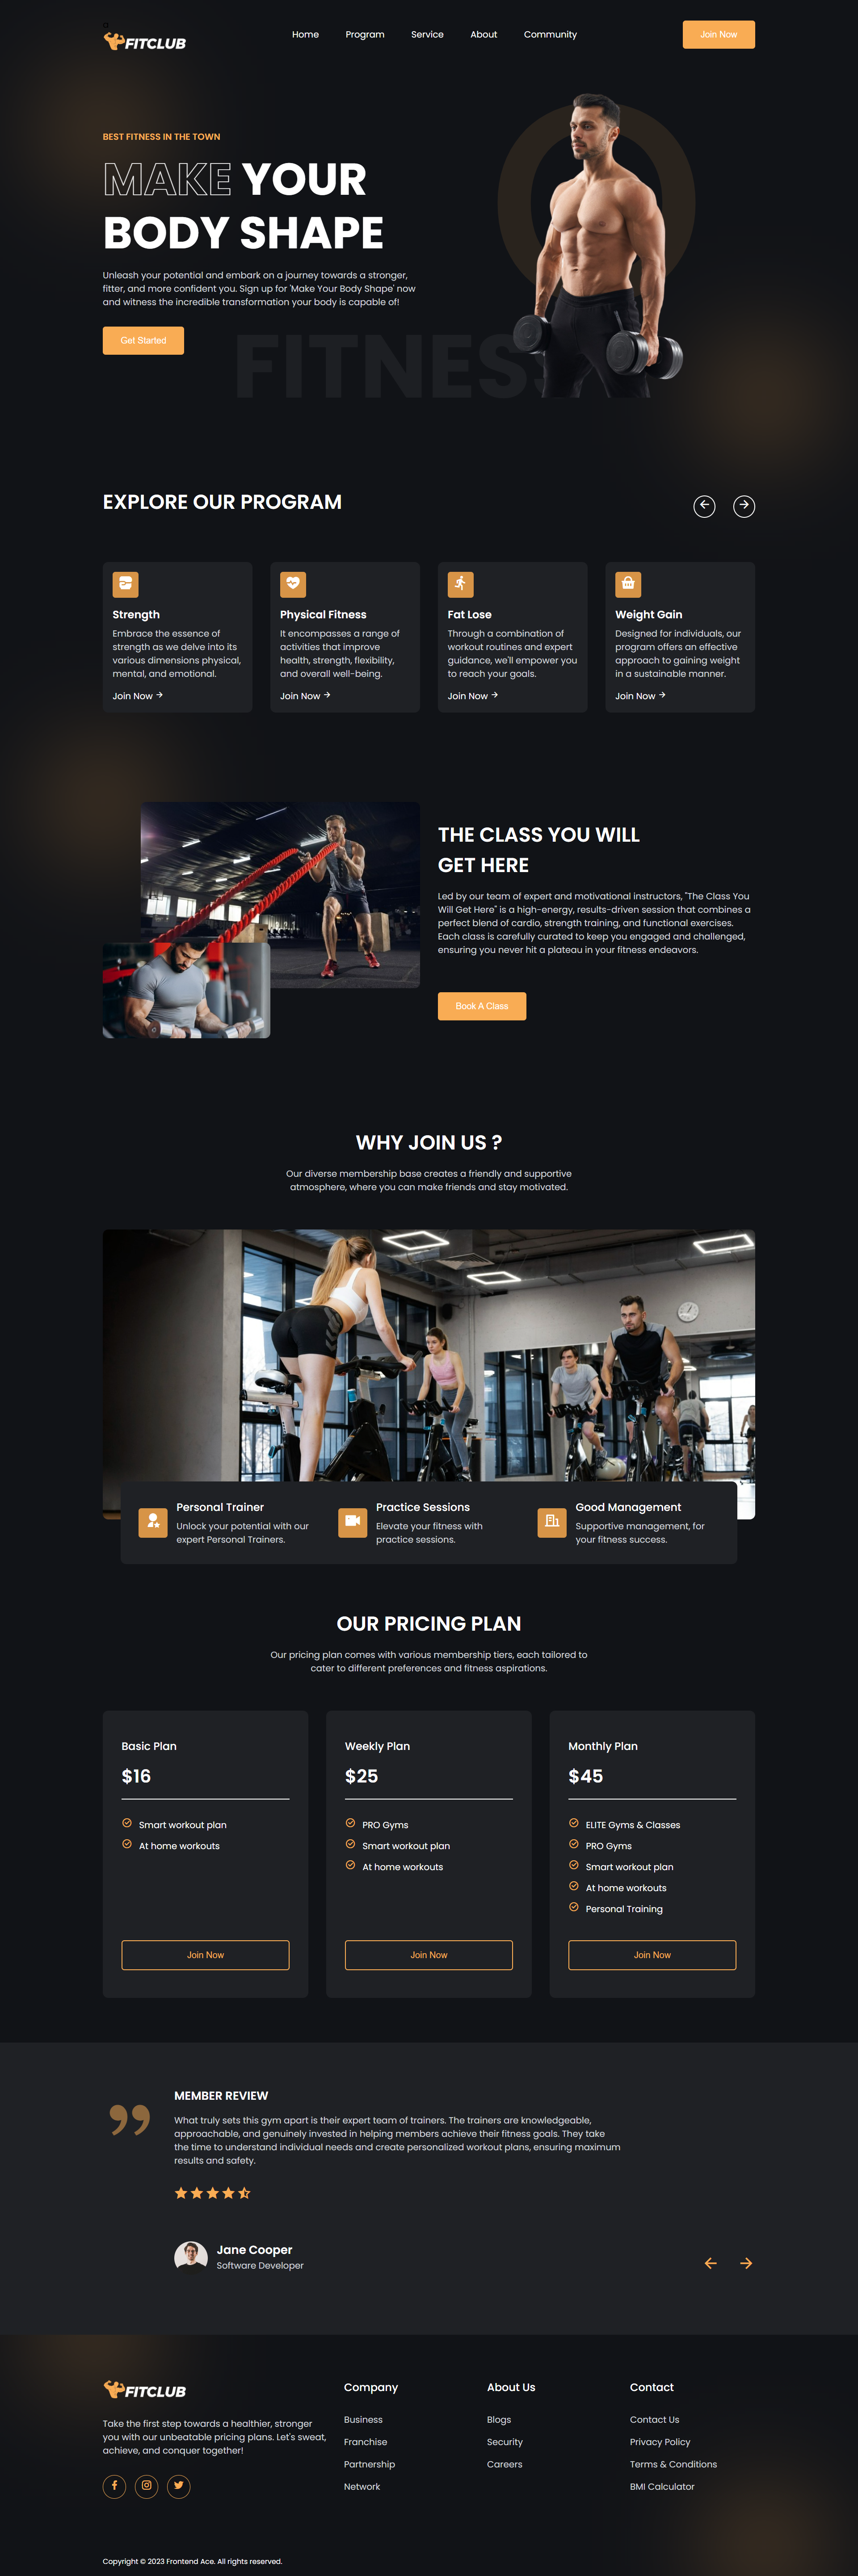 FITCLUB
Home
Program
Service
About
Community
Join Now
BEST FITNESS IN THE TOWN
MAKE YOUR
BODY SHAPE
Unleash your potential and embark on a journey towards a stronger,
fitter, and more confident you. Sign up for 'Make Your Body Shape' now
and witness the incredible transformation your body is capable of!
Get Started
FITNESS
EXPLORE OUR PROGRAM
Strength
Embrace the essence of
strength as we delve into its
various dimensions physical,
mental, and emotional.
Join Now
Physical Fitness
It encompasses a range of
activities that improve
health, strength, flexibility,
and overall well-being.
Join Now
Fat Lose
Through a combination of
workout routines and expert
guidance, we'll empower you
to reach your goals.
Join Now
Weight Gain
Designed for individuals, our
program offers an effective
approach to gaining weight
in a sustainable manner.
Join Now
THE CLASS YOU WILL
GET HERE
Led by our team of expert and motivational instructors, "The Class You
Will Get Here" is a high-energy, results-driven session that combines a
perfect blend of cardio, strength training, and functional exercises.
Each class is carefully curated to keep you engaged and challenged,
ensuring you never hit a plateau in your fitness endeavors.
Book A Class
WHY JOIN US ?
Our diverse membership base creates a friendly and supportive
atmosphere, where you can make friends and stay motivated.
Personal Trainer
Unlock your potential with our
expert Personal Trainers.
Practice Sessions
Elevate your fitness with
practice sessions.
Good Management
Supportive management, for
your fitness success.
OUR PRICING PLAN
Our pricing plan comes with various membership tiers, each tailored to
cater to different preferences and fitness aspirations.
Basic Plan
$16
Smart workout plan
At home workouts
Join Now
Weekly Plan
$25
PRO Gyms
Smart workout plan
At home workouts
Join Now
Monthly Plan
$45
ELITE Gyms & Classes
PRO Gyms
Smart workout plan
At home workouts
Personal Training
Join Now
MEMBER REVIEW
What truly sets this gym apart is their expert team of trainers. The trainers are knowledgeable,
approachable, and genuinely invested in helping members achieve their fitness goals. They take
the time to understand individual needs and create personalized workout plans, ensuring maximum
results and safety.
Jane Cooper
Software Developer
FITCLUB
Take the first step towards a healthier, stronger
you with our unbeatable pricing plans. Let's sweat,
achieve, and conquer together!
Company
Business
Franchise
Partnership
Network
About Us
Blogs
Security
Careers
Contact
Contact Us
Privacy Policy
Terms & Conditions
BMI Calculator
Copyright © 2023 Frontend Ace. All rights reserved.